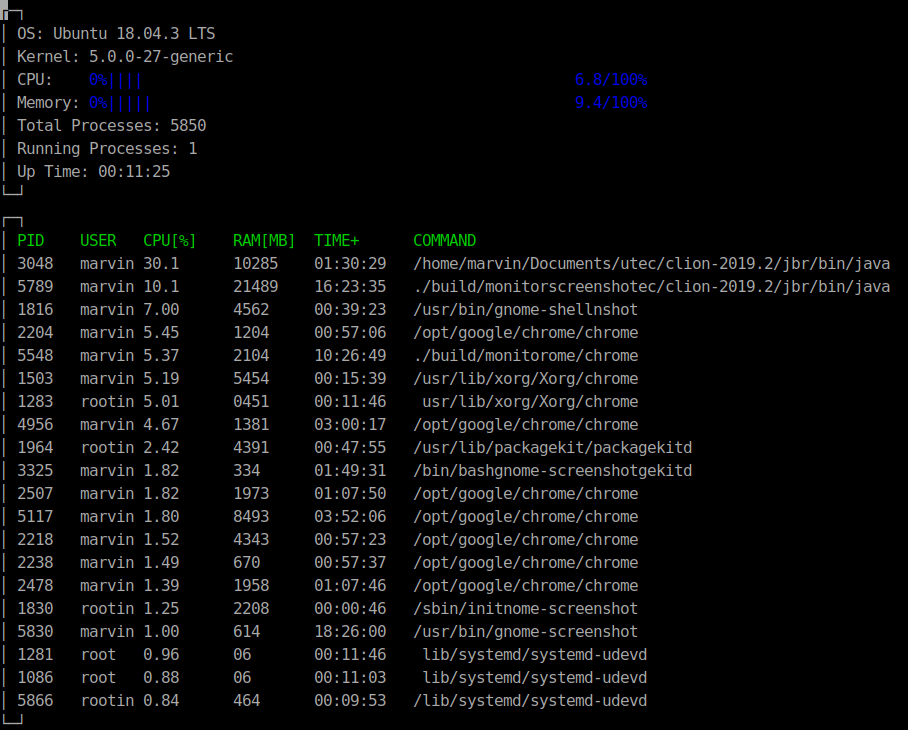 OS: Ubuntu 18.04.3 LTS
Kernel: 5.0.0-27-generic
CPU: 0%|||| 6.8/100%
Memory: 0%||||| 9.4/100%
Total Processes: 5850
Running Processes: 1
Up Time: 00:11:25
PID USER CPU[%] RAM[MB] TIME+ COMMAND
3048 marvin 30.1 10285 01:30:29 /home/marvin/Documents/utec/clion-2019.2/jbr/bin/java
5789 marvin 10.1 21489 16:23:35 ./build/monitorscreenshotec/clion-2019.2/jbr/bin/java
1816 marvin 7.00 4562 00:39:23 /usr/bin/gnome-shellnshot
2204 marvin 5.45 1204 00:57:06 /opt/google/chrome/chrome
5548 marvin 5.37 2104 10:26:49 ./build/monitorome/chrome
1503 marvin 5.19 5454 00:15:39 /usr/lib/xorg/Xorg/chrome
1283 rootin 5.01 0451 00:11:46 usr/lib/xorg/Xorg/chrome
4956 marvin 4.67 1381 03:00:17 /opt/google/chrome/chrome
1964 rootin 2.42 4391 00:47:55 /usr/lib/packagekit/packagekitd
3325 marvin 1.82 334 01:49:31 /bin/bashgnome-screenshotgekitd
2507 marvin 1.82 1973 01:07:50 /opt/google/chrome/chrome
5117 marvin 1.80 8493 03:52:06 /opt/google/chrome/chrome
2218 marvin 1.52 4343 00:57:23 /opt/google/chrome/chrome
2238 marvin 1.49 670 00:57:37 /opt/google/chrome/chrome
2478 marvin 1.39 1958 01:07:46 /opt/google/chrome/chrome
1830 rootin 1.25 2208 00:00:46 /sbin/initnome-screenshot
5830 marvin 1.00 614 18:26:00 /usr/bin/gnome-screenshot
1281 root 0.96 06 00:11:46 lib/systemd/systemd-udevd
1086 root 0.88 06 00:11:03 lib/systemd/systemd-udevd
5866 rootin 0.84 464 00:09:53 /lib/systemd/systemd-udevd